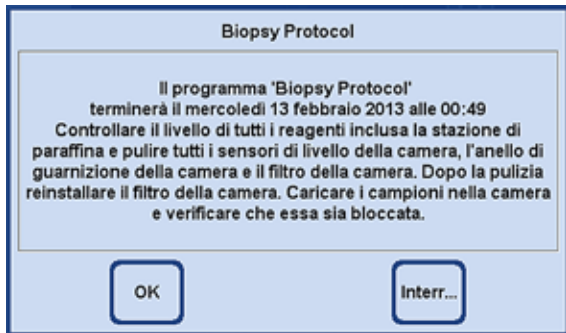 Biopsy Protocol
Il programma 'Biopsy Protocol'
terminerà il mercoledì 13 febbraio 2013 alle 00:49
Controllare il livello di tutti i reagenti inclusa la stazione di
paraffina e pulire tutti i sensori di livello della camera, l'anello di
guarnizione della camera e il filtro della camera. Dopo la pulizia
reinstallare il filtro della camera. Caricare i campioni nella camera
e verificare che essa sia bloccata.
OK
Interr...